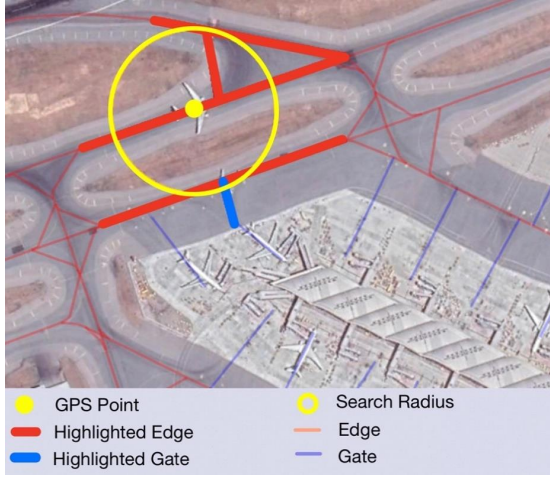 GPS Point
Search Radius
Highlighted Edge
Edge
Highlighted Gate
Gate